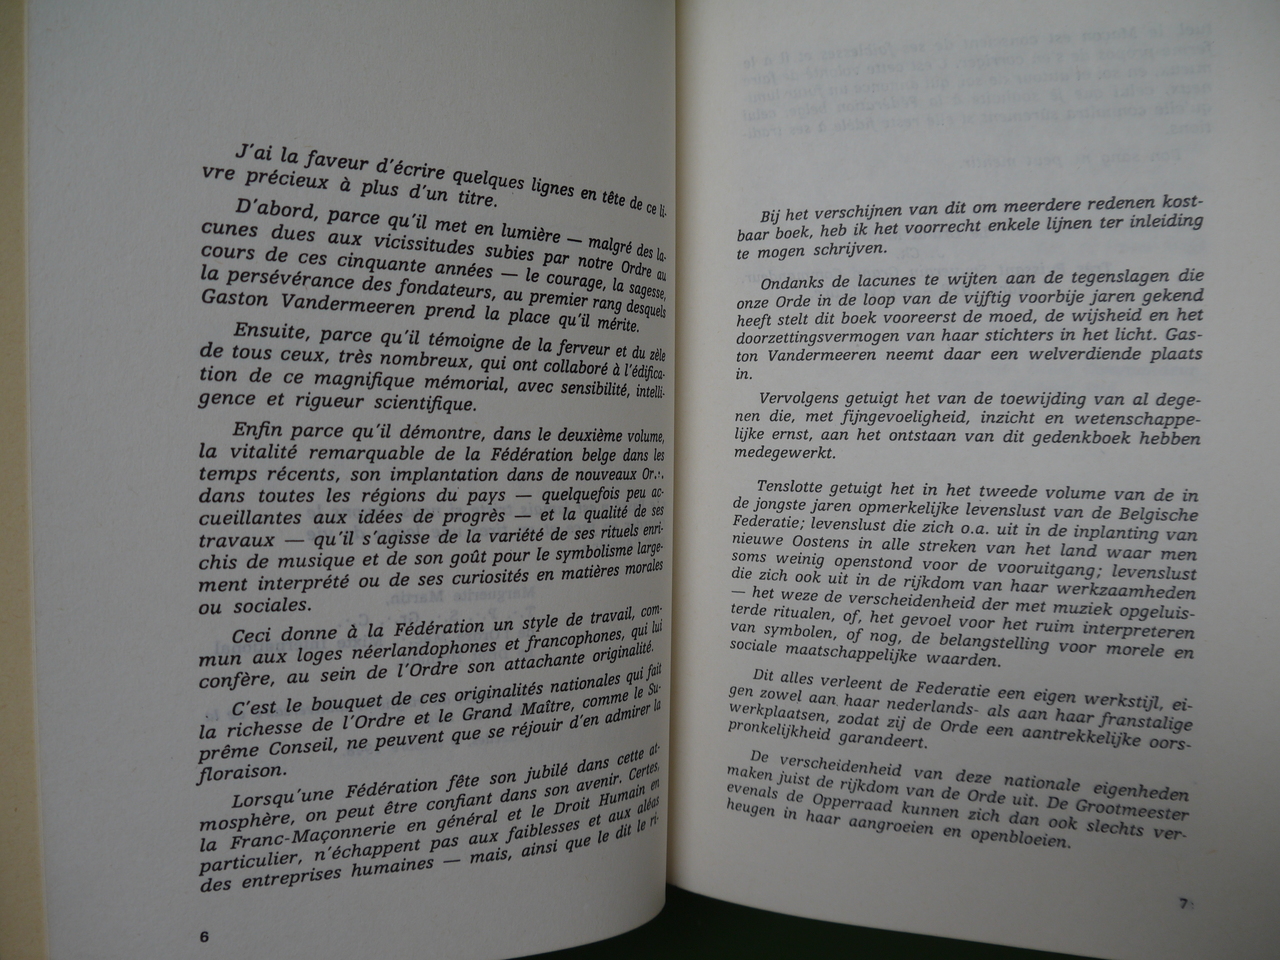 J'ai la faveur d'écrire quelques lignes en tête de ce li-
vre précieux à plus d'un titre.
D'abord, parce qu'il met en lumière — malgré des la-
cunes dues aux vicissitudes subies par notre Ordre au
cours de ces cinquante années — le courage, la sagesse,
la persévérance des fondateurs, au premier rang desquels
Gaston Vandermeeren prend la place qu'il mérite.
Ensuite, parce qu'il témoigne de la ferveur et du zèle
de tous ceux, très nombreux, qui ont collaboré à l'édifica-
tion de ce magnifique mémorial, avec sensibilité, intelli-
gence et rigueur scientifique.
Enfin parce qu'il démontre, dans le deuxième volume,
la vitalité remarquable de la Fédération belge dans les
temps récents, son implantation dans de nouveaux Or∴,
dans toutes les régions du pays — quelquefois peu ac-
cueillantes aux idées de progrès — et la qualité de ses
travaux — qu'il s'agisse de la variété de ses rituels enri-
chis de musique et de son goût pour le symbolisme large-
ment interprété ou de ses curiosités en matières morales
ou sociales.
Ceci donne à la Fédération un style de travail, com-
mun aux loges néerlandophones et francophones, qui lui
confère, au sein de l'Ordre son attachante originalité.
C'est le bouquet de ces originalités nationales qui fait
la richesse de l'Ordre et le Grand Maître, comme le Su-
prême Conseil, ne peuvent que se réjouir d'en admirer la
floraison.
Lorsqu'une Fédération fête son jubilé dans cette at-
mosphère, on peut être confiant dans son avenir. Certes,
la Franc-Maçonnerie en général et le Droit Humain en
particulier, n'échappent pas aux faiblesses et aux aléas
des entreprises humaines — mais, ainsi que le dit le ri-
6
Bij het verschijnen van dit om meerdere redenen kost-
baar boek, heb ik het voorrecht enkele lijnen ter inleiding
te mogen schrijven.
Ondanks de lacunes te wijten aan de tegenslagen die
onze Orde in de loop van de vijftig voorbije jaren gekend
heeft stelt dit boek vooreerst de moed, de wijsheid en het
doorzettingsvermogen van haar stichters in het licht. Gas-
ton Vandermeeren neemt daar een welverdiende plaats
in.
Vervolgens getuigt het van de toewijding van al dege-
nen die, met fijngevoeligheid, inzicht en wetenschappe-
lijke ernst, aan het ontstaan van dit gedenkboek hebben
medegewerkt.
Tenslotte getuigt het in het tweede volume van de in
de jongste jaren opmerkelijke levenslust van de Belgische
Federatie; levenslust die zich o.a. uit in de inplanting van
nieuwe Oostens in alle streken van het land waar men
soms weinig openstond voor de vooruitgang; levenslust
die zich ook uit in de rijkdom van haar werkzaamheden
— het weze de verscheidenheid der met muziek opgeluis-
terde ritualen, of, het gevoel voor het ruim interpreteren
van symbolen, of nog, de belangstelling voor morele en
sociale maatschappelijke waarden.
Dit alles verleent de Federatie een eigen werkstijl, ei-
gen zowel aan haar nederlands- als aan haar franstalige
werkplaatsen, zodat zij de Orde een aantrekkelijke oors-
pronkelijkheid garandeert.
De verscheidenheid van deze nationale eigenheden
maken juist de rijkdom van de Orde uit. De Grootmeester
evenals de Opperraad kunnen zich dan ook slechts ver-
heugen in haar aangroeien en openbloeien.
7